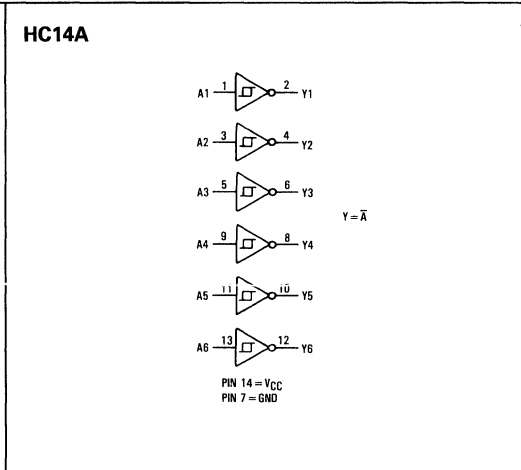 HC14A
A1 1 2 Y1
A2 3 4 Y2
A3 5 6 Y3
Y = A̅
A4 9 8 Y4
A5 11 10 Y5
A6 13 12 Y6
PIN 14 = VCC
PIN 7 = GND